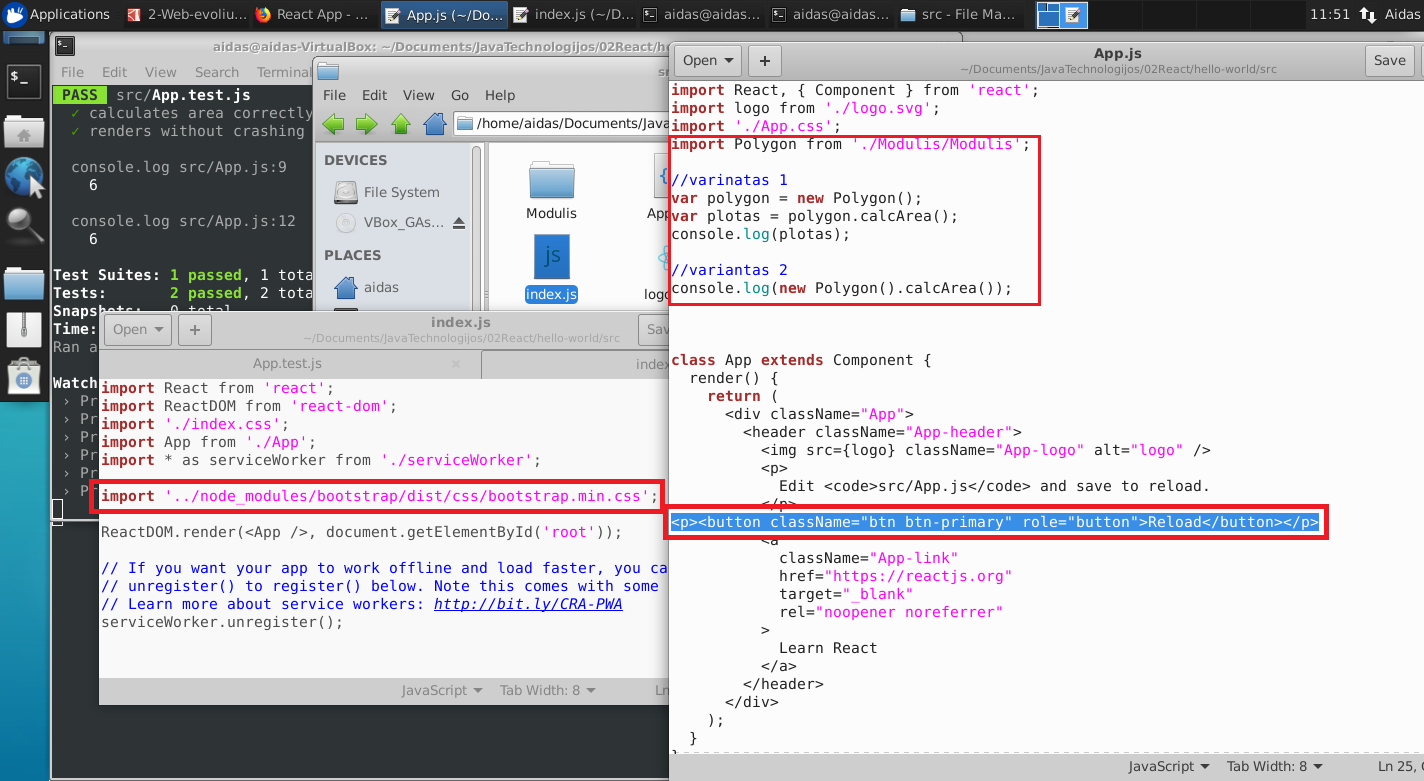 Applications
2-Web-evoliu...
React App - ...
App.js (~/Do...
index.js (~/D...
aidas@aidas...
aidas@aidas...
src - File Ma...
11:51
Aidas
aidas@aidas-VirtualBox: ~/Documents/JavaTechnologijos/02React/he
File Edit View Search Terminal
PASS src/App.test.js
✓ calculates area correctly
✓ renders without crashing
console.log src/App.js:9
6
console.log src/App.js:12
6
Test Suites: 1 passed, 1 tota
Tests: 2 passed, 2 tota
Snapshots: 0 total
Time:
Ran a
Watch
› Pr
› Pr
› Pr
› Pr
› Pr
› Pr
File Edit View Go Help
/home/aidas/Documents/Java
DEVICES
File System
VBox_GAs...
PLACES
aidas
Modulis
App
index.js
logo
Open
+
index.js
~/Documents/JavaTechnologijos/02React/hello-world/src
Sav
App.test.js
×
index
import React from 'react';
import ReactDOM from 'react-dom';
import './index.css';
import App from './App';
import * as serviceWorker from './serviceWorker';
import '../node_modules/bootstrap/dist/css/bootstrap.min.css';
ReactDOM.render(<App />, document.getElementById('root'));
// If you want your app to work offline and load faster, you ca
// unregister() to register() below. Note this comes with some
// Learn more about service workers: http://bit.ly/CRA-PWA
serviceWorker.unregister();
JavaScript
Tab Width: 8
Ln
Open
+
App.js
~/Documents/JavaTechnologijos/02React/hello-world/src
Save
import React, { Component } from 'react';
import logo from './logo.svg';
import './App.css';
import Polygon from './Modulis/Modulis';
//varinatas 1
var polygon = new Polygon();
var plotas = polygon.calcArea();
console.log(plotas);
//variantas 2
console.log(new Polygon().calcArea());
class App extends Component {
render() {
return (
<div className="App">
<header className="App-header">
<img src={logo} className="App-logo" alt="logo" />
<p>
Edit <code>src/App.js</code> and save to reload.
</p>
<p><button className="btn btn-primary" role="button">Reload</button></p>
<a
className="App-link"
href="https://reactjs.org"
target="_blank"
rel="noopener noreferrer"
>
Learn React
</a>
</header>
</div>
);
}
JavaScript
Tab Width: 8
Ln 25,